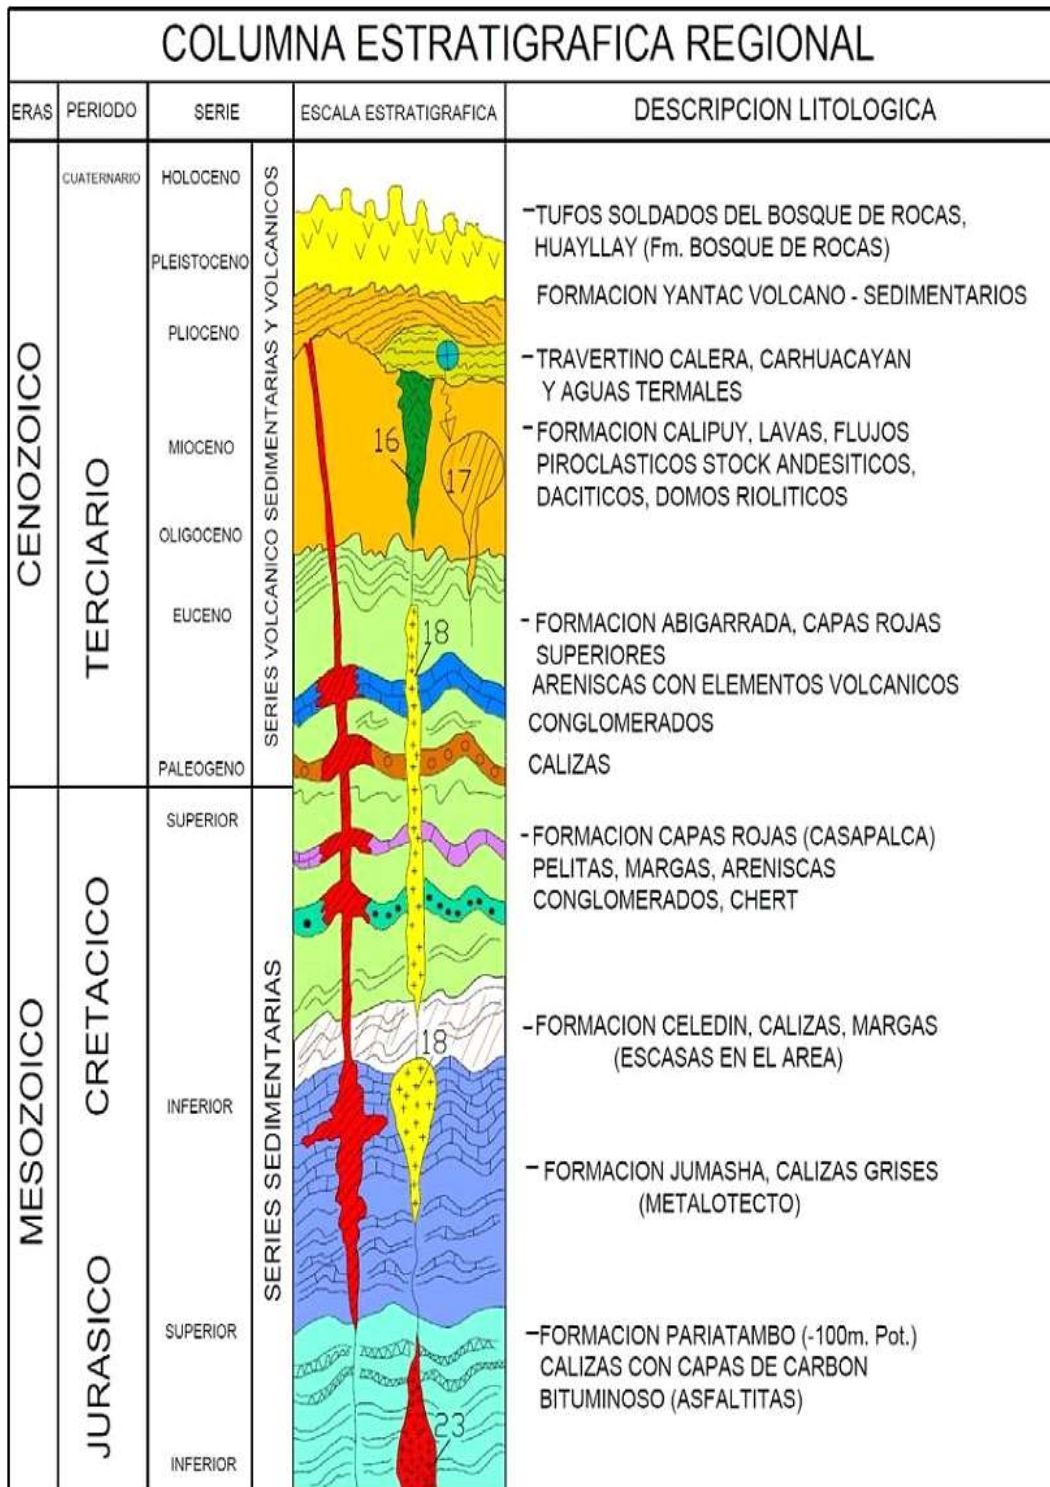 COLUMNA ESTRATIGRAFICA REGIONAL
ERAS PERIODO SERIE ESCALA ESTRATIGRAFICA DESCRIPCION LITOLOGICA
CENOZOICO
MESOZOICO
CUATERNARIO
TERCIARIO
CRETACICO
JURASICO
HOLOCENO
PLEISTOCENO
PLIOCENO
MIOCENO
OLIGOCENO
EUCENO
PALEOGENO
SUPERIOR
INFERIOR
SUPERIOR
INFERIOR
SERIES VOLCANICO SEDIMENTARIAS Y VOLCANICOS
SERIES SEDIMENTARIAS
16
17
18
18
23
-TUFOS SOLDADOS DEL BOSQUE DE ROCAS,
HUAYLLAY (Fm. BOSQUE DE ROCAS)
FORMACION YANTAC VOLCANO - SEDIMENTARIOS
-TRAVERTINO CALERA, CARHUACAYAN
Y AGUAS TERMALES
-FORMACION CALIPUY, LAVAS, FLUJOS
PIROCLASTICOS STOCK ANDESITICOS,
DACITICOS, DOMOS RIOLITICOS
- FORMACION ABIGARRADA, CAPAS ROJAS
SUPERIORES
ARENISCAS CON ELEMENTOS VOLCANICOS
CONGLOMERADOS
CALIZAS
-FORMACION CAPAS ROJAS (CASAPALCA)
PELITAS, MARGAS, ARENISCAS
CONGLOMERADOS, CHERT
-FORMACION CELEDIN, CALIZAS, MARGAS
(ESCASAS EN EL AREA)
- FORMACION JUMASHA, CALIZAS GRISES
(METALOTECTO)
-FORMACION PARIATAMBO (-100m. Pot.)
CALIZAS CON CAPAS DE CARBON
BITUMINOSO (ASFALTITAS)